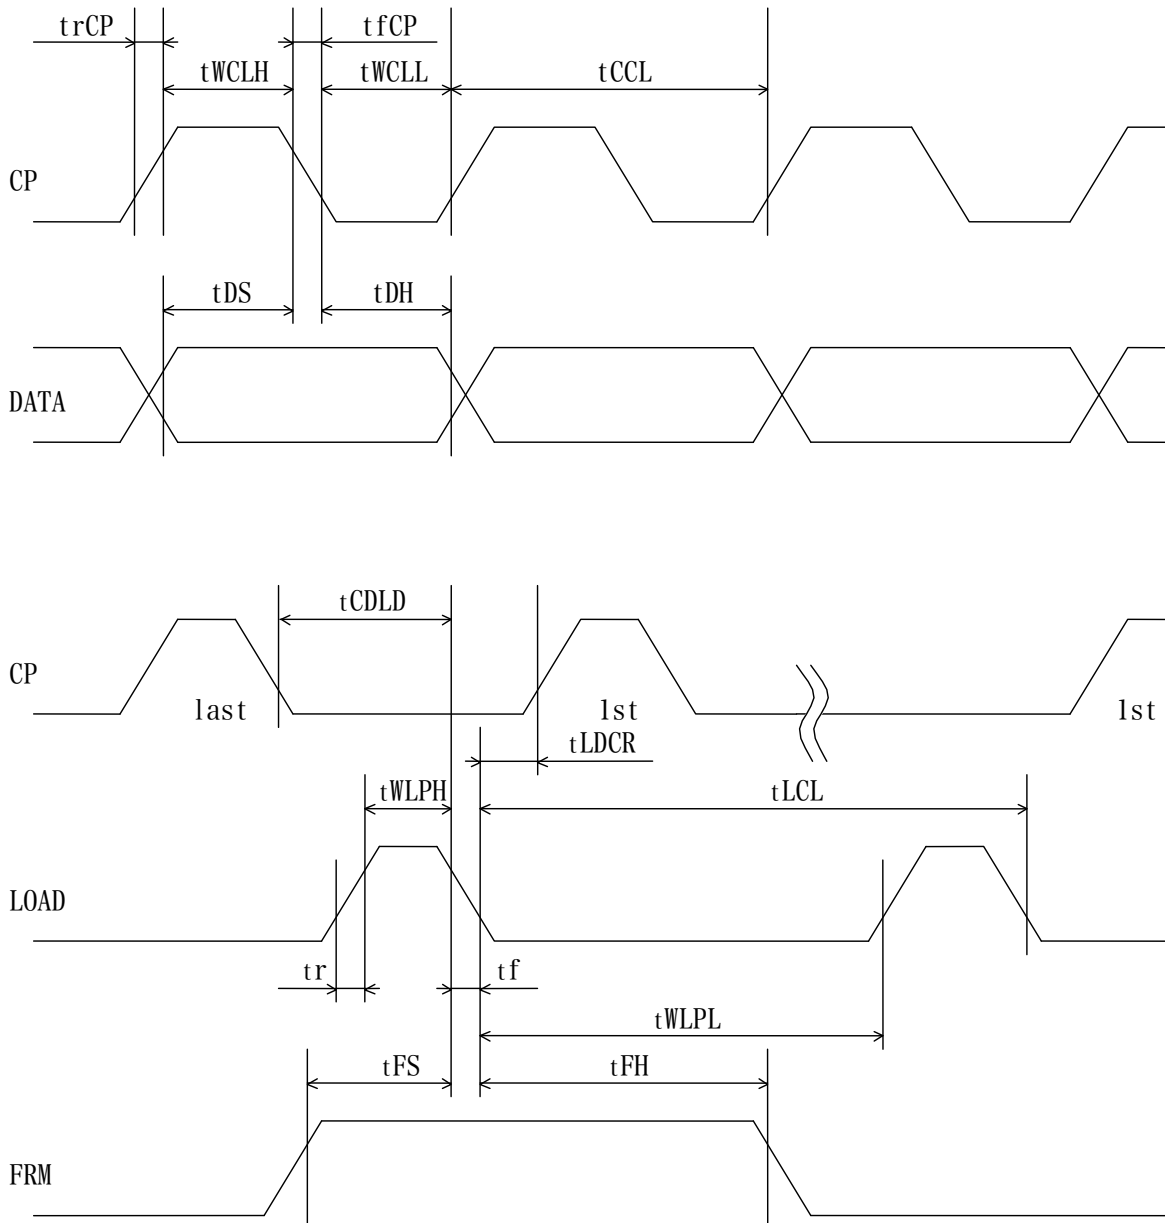 trCP
tfCP
tWCLH
tWCLL
tCCL
CP
tDS
tDH
DATA
tCDLD
CP
last
1st
1st
tLDCR
tWLPH
tLCL
LOAD
tr
tf
tWLPL
tFS
tFH
FRM